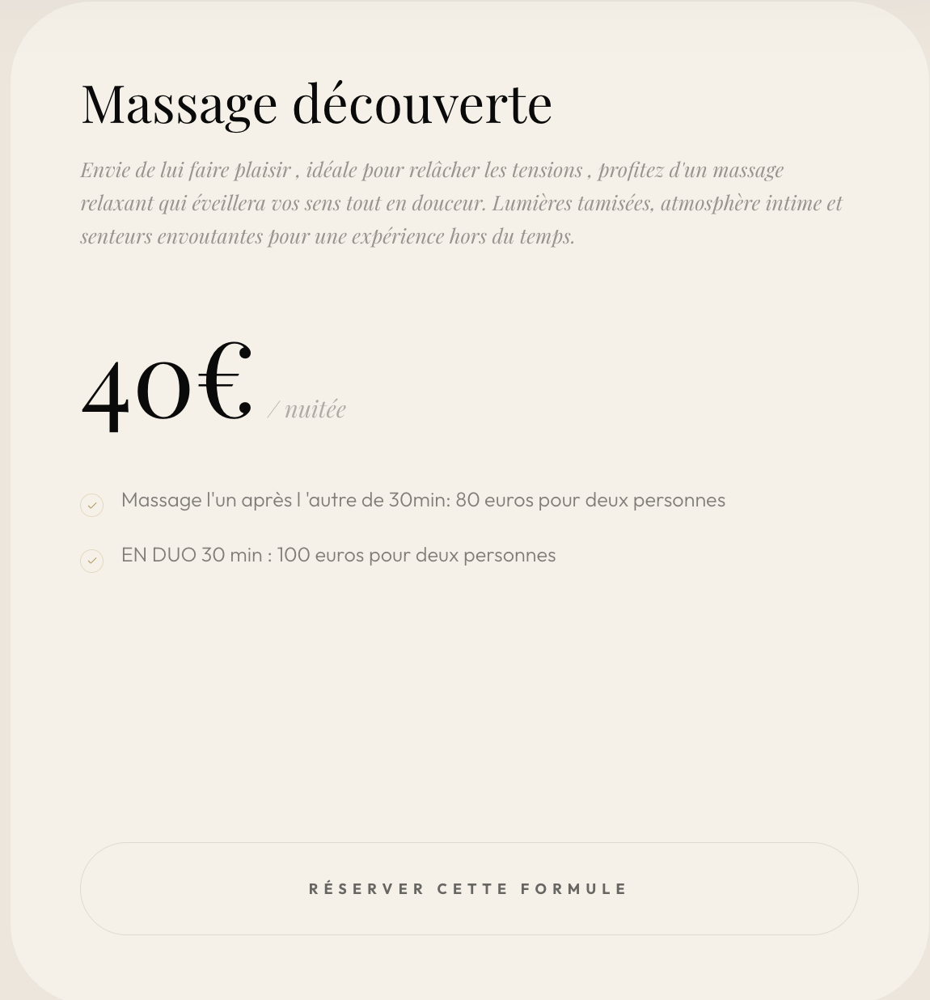 Massage découverte
Envie de lui faire plaisir , idéale pour relâcher les tensions , profitez d'un massage
relaxant qui éveillera vos sens tout en douceur. Lumières tamisées, atmosphère intime et
senteurs envoutantes pour une expérience hors du temps.
40€ / nuitée
Massage l'un après l 'autre de 30min: 80 euros pour deux personnes
EN DUO 30 min : 100 euros pour deux personnes
RÉSERVER CETTE FORMULE